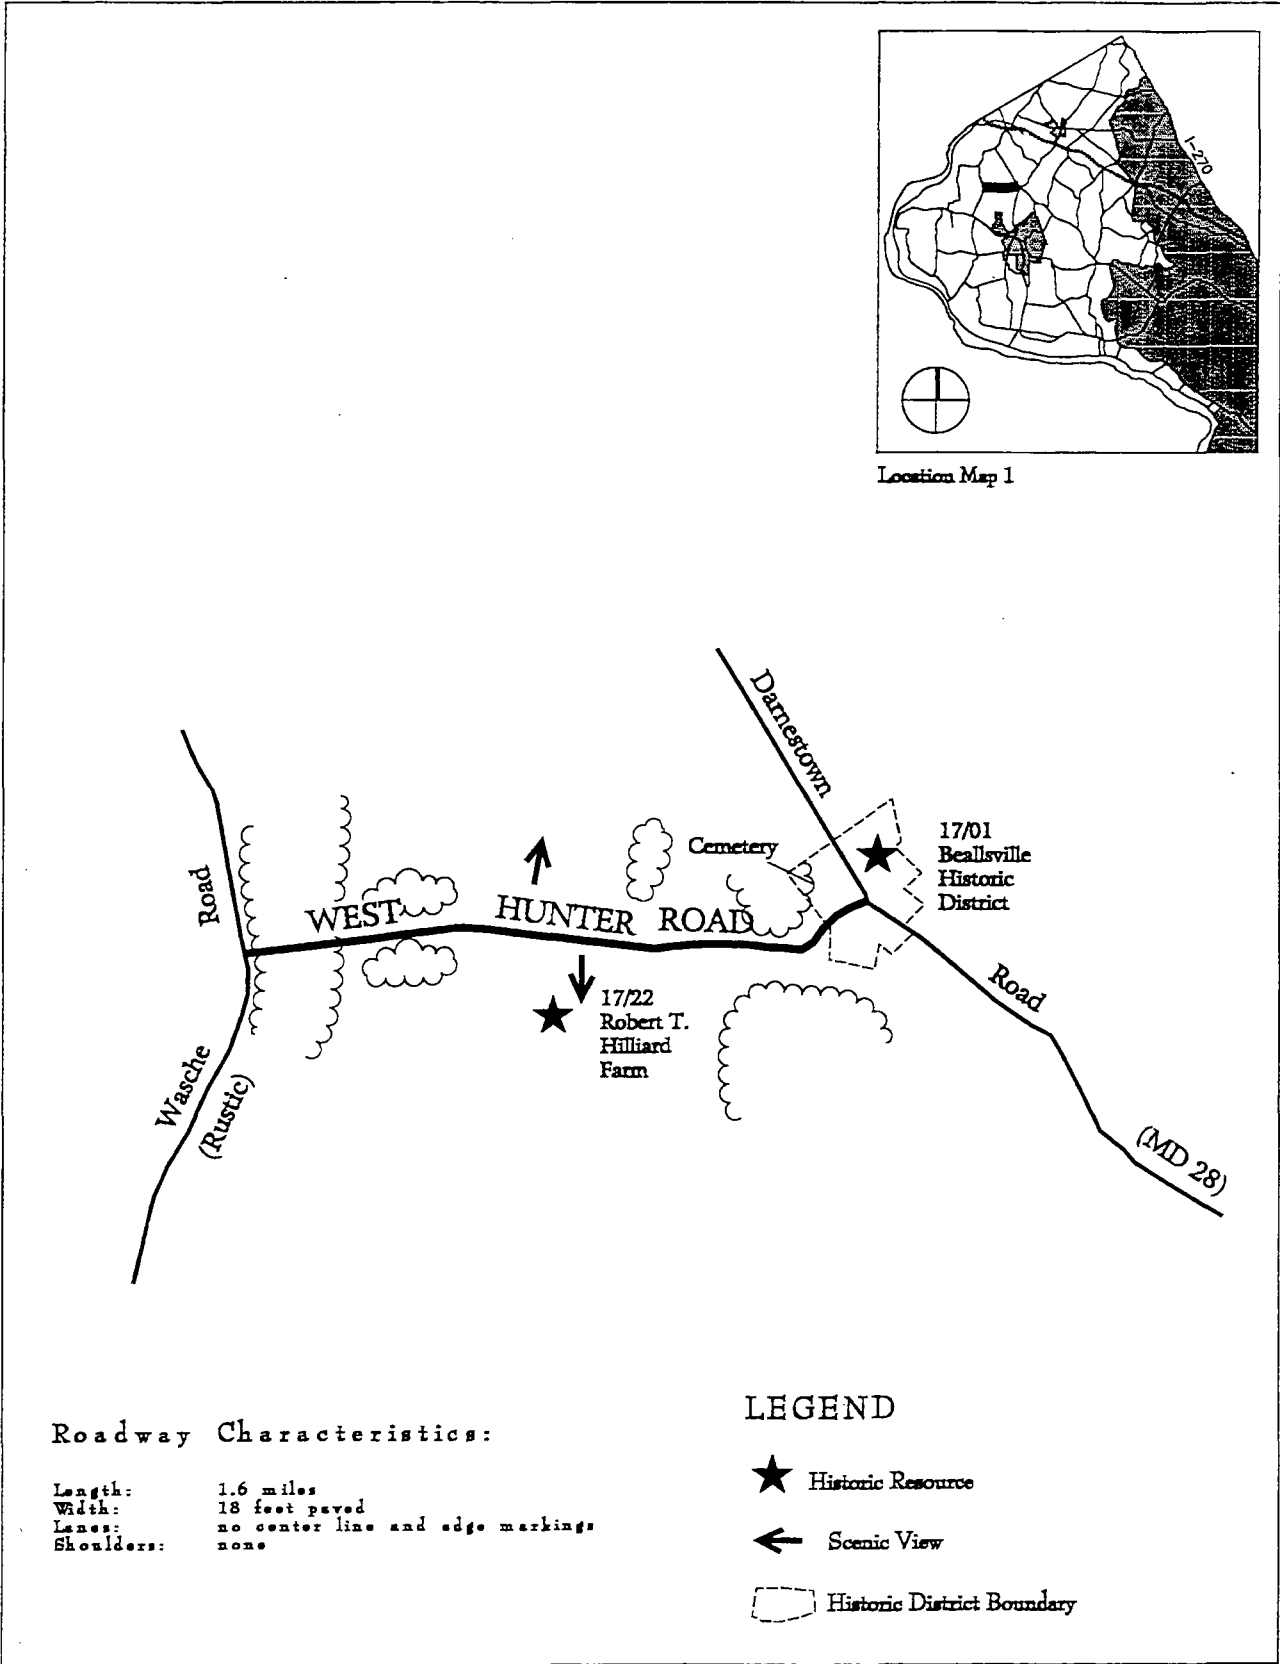 I-270
Location Map 1
Darnestown
Road
(MD 28)
Cemetery
17/01
Beallsville
Historic
District
Road
WEST HUNTER ROAD
17/22
Robert T.
Hilliard
Farm
Wasche
(Rustic)
Roadway Characteristics:
Length: 1.6 miles
Width: 18 feet paved
Lanes: no center line and edge markings
Shoulders: none
LEGEND
Historic Resource
Scenic View
Historic District Boundary